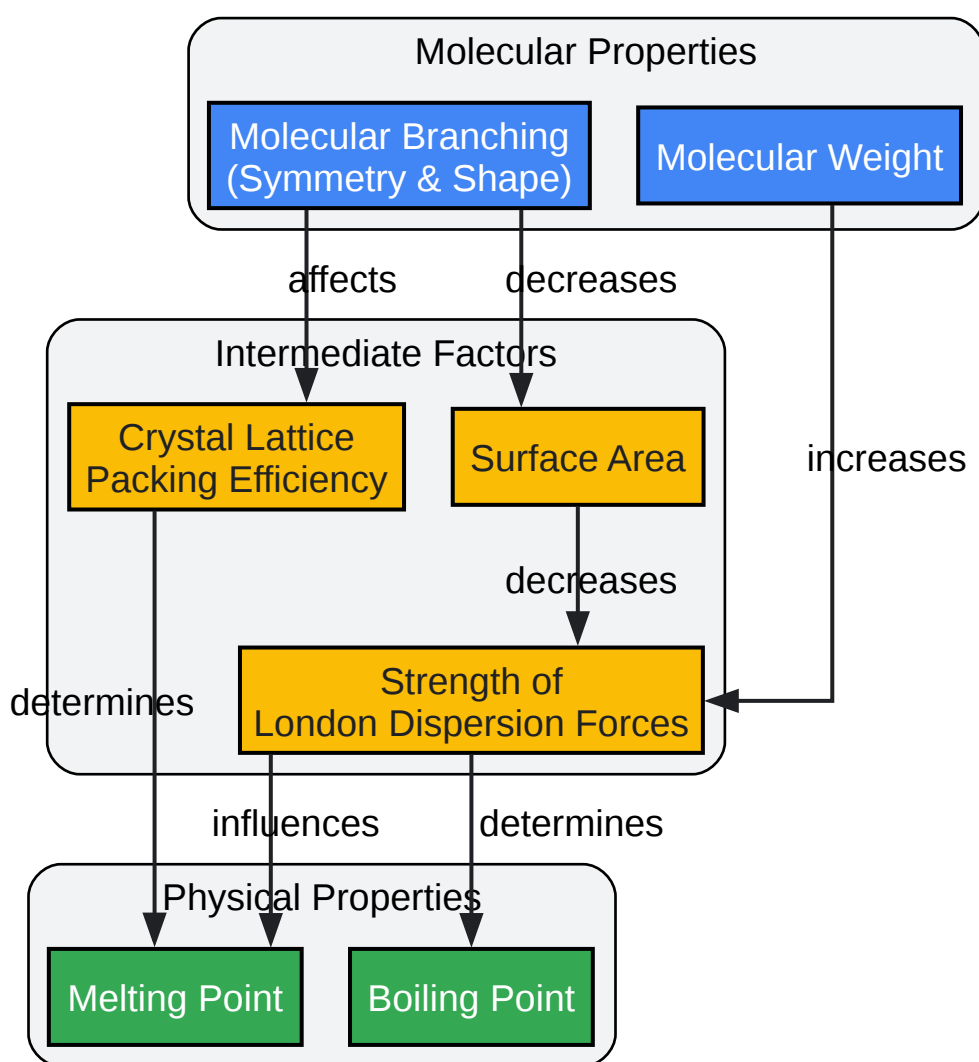 Molecular Properties
Molecular Branching
(Symmetry & Shape)
Molecular Weight
affects
decreases
Intermediate Factors
Crystal Lattice
Packing Efficiency
Surface Area
increases
decreases
Strength of
London Dispersion Forces
determines
influences
determines
Physical Properties
Melting Point
Boiling Point